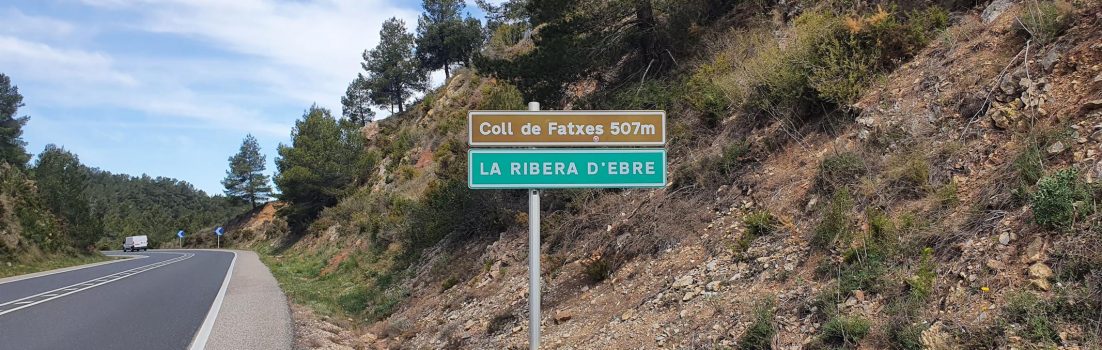 Coll de Fatxes 507m
LA RIBERA D'EBRE